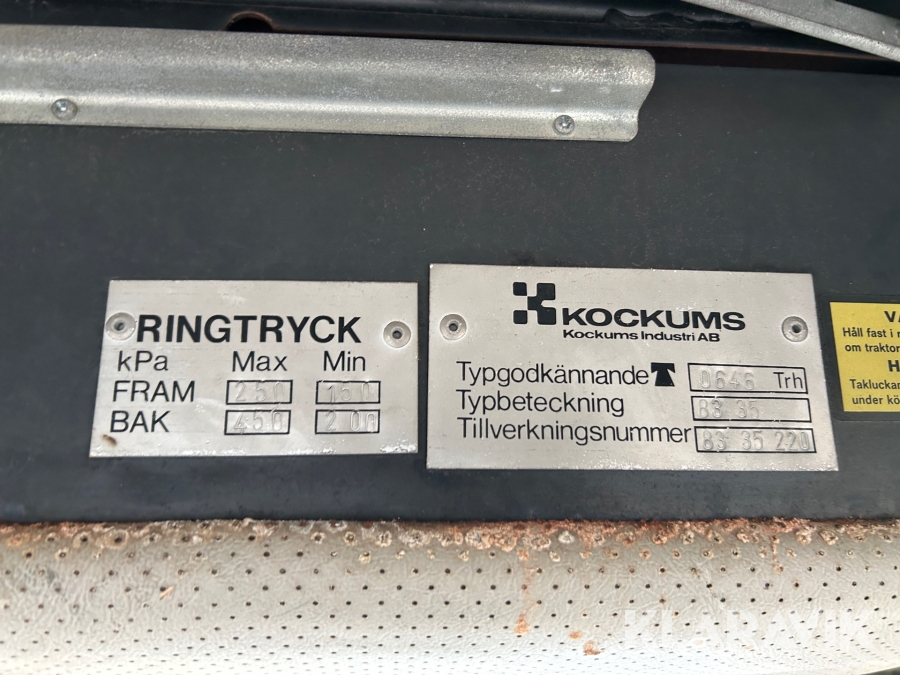 RINGTRYCK
kPa Max Min
FRAM 250 150
BAK 450 200
KOCKUMS
Kockums Industri AB
Typgodkännande T 0646 Trh
Typbeteckning 83 35
Tillverkningsnummer 83 35 220
Håll fast i
om traktor
Takluckan
under kö
KLARAVIK